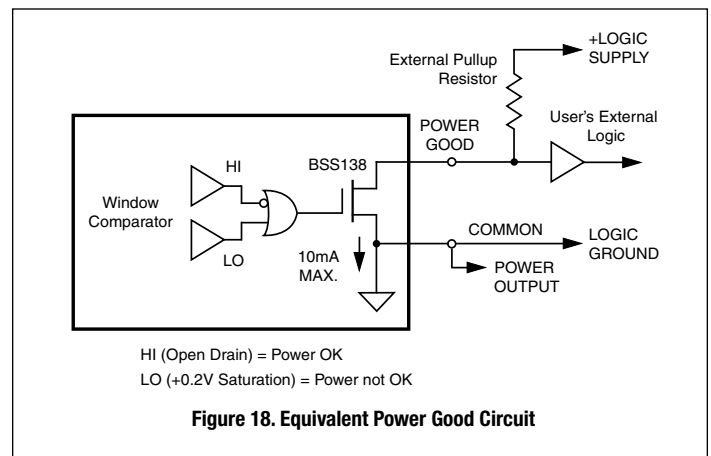 +LOGIC
SUPPLY
External Pullup
Resistor
User's External
Logic
POWER
GOOD
BSS138
HI
Window
Comparator
LO
10mA
MAX.
COMMON
LOGIC
GROUND
POWER
OUTPUT
HI (Open Drain) = Power OK
LO (+0.2V Saturation) = Power not OK
Figure 18. Equivalent Power Good Circuit